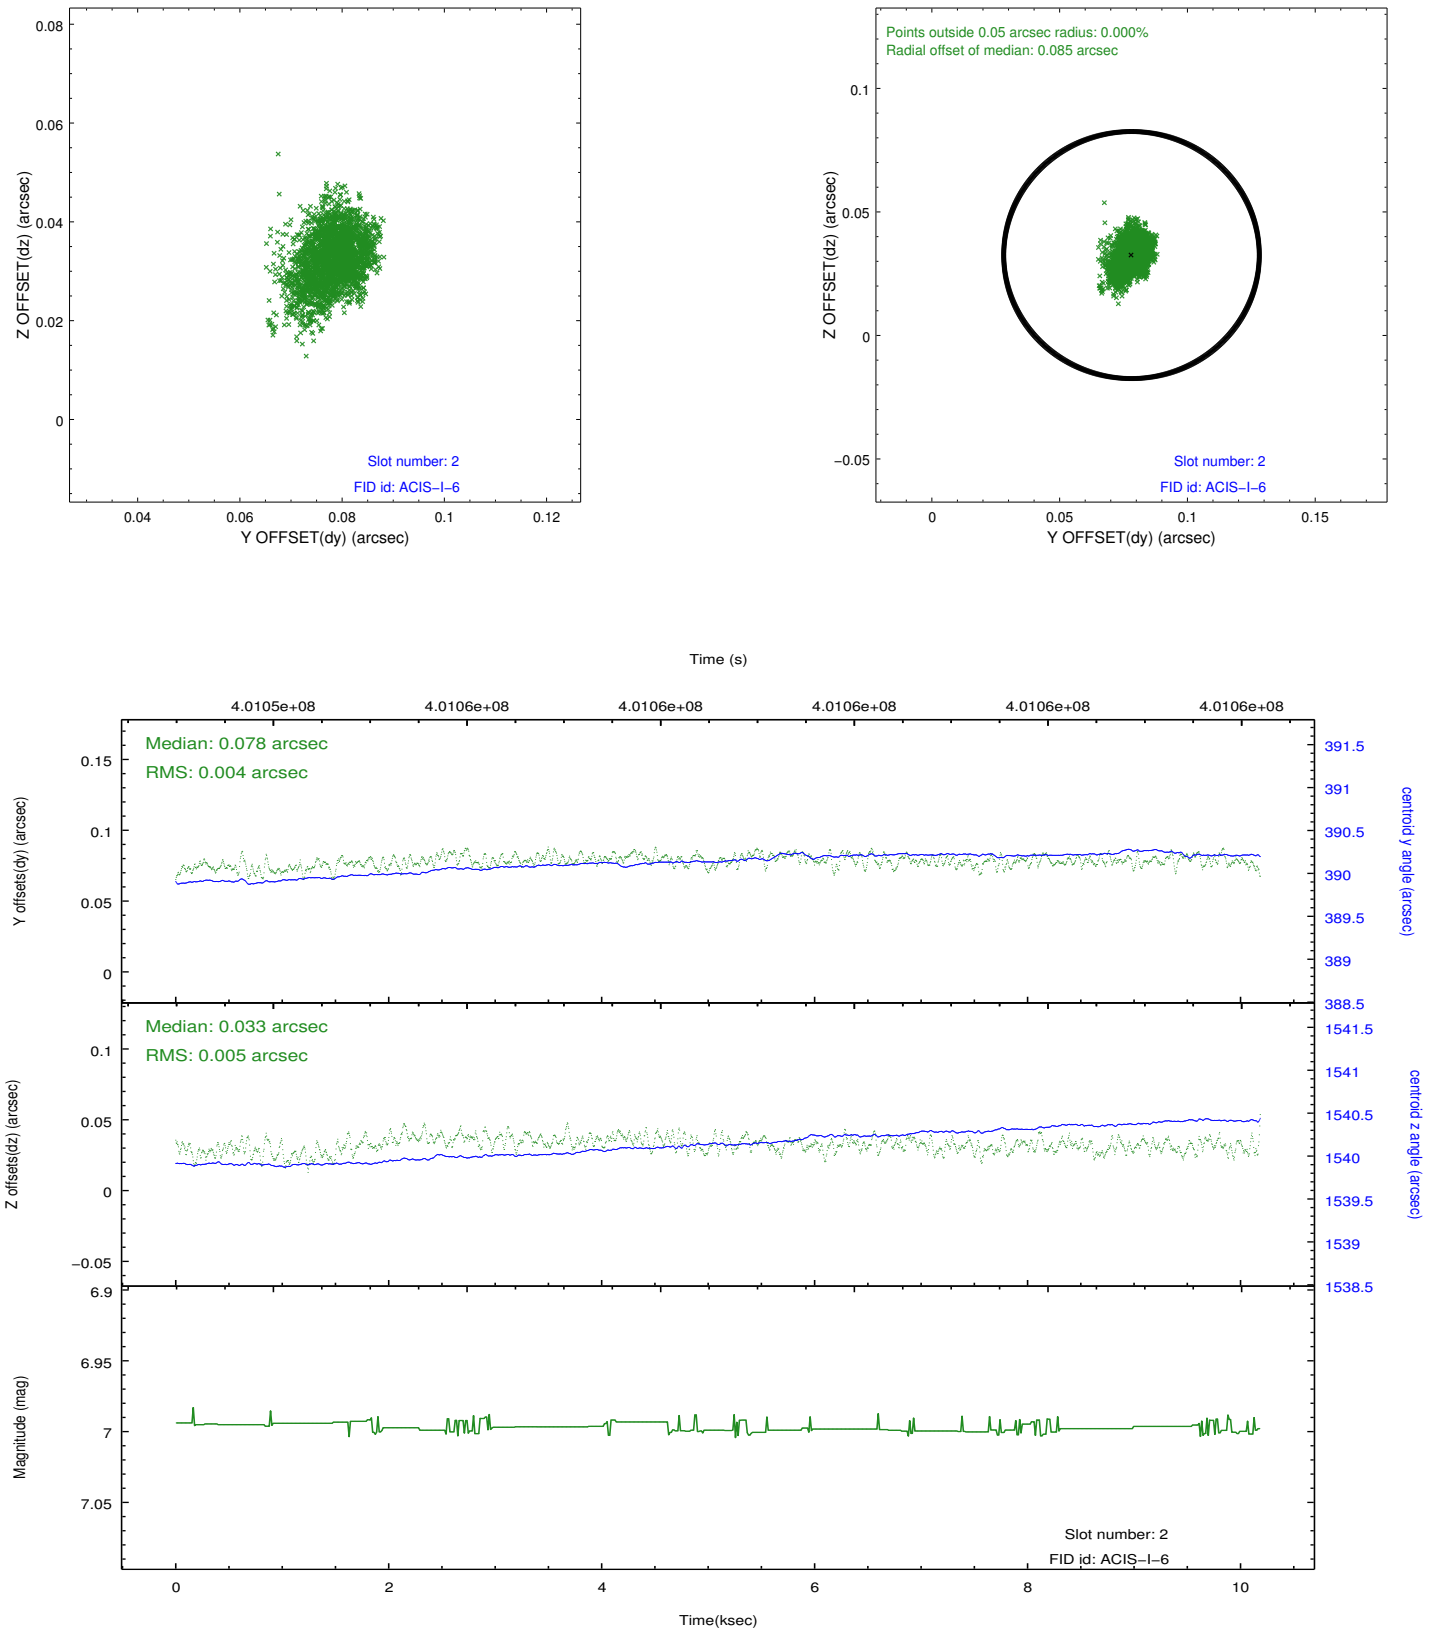 0.08
0.06
0.04
0.02
0
Z OFFSET(dz) (arcsec)
Slot number: 2
FID id: ACIS−I−6
0.04 0.06 0.08 0.1 0.12
Y OFFSET(dy) (arcsec)
Points outside 0.05 arcsec radius: 0.000%
Radial offset of median: 0.085 arcsec
0.1
0.05
0
−0.05
Z OFFSET(dz) (arcsec)
Slot number: 2
FID id: ACIS−I−6
0 0.05 0.1 0.15
Y OFFSET(dy) (arcsec)
Time (s)
4.0105e+08 4.0106e+08 4.0106e+08 4.0106e+08 4.0106e+08 4.0106e+08
Median: 0.078 arcsec
RMS: 0.004 arcsec
0.15
0.1
0.05
0
Y offsets(dy) (arcsec)
391.5
391
390.5
390
389.5
389
388.5
centroid y angle (arcsec)
Median: 0.033 arcsec
RMS: 0.005 arcsec
0.1
0.05
0
−0.05
Z offsets(dz) (arcsec)
1541.5
1541
1540.5
1540
1539.5
1539
1538.5
centroid z angle (arcsec)
6.9
6.95
7
7.05
Magnitude (mag)
Slot number: 2
FID id: ACIS−I−6
0 2 4 6 8 10
Time(ksec)